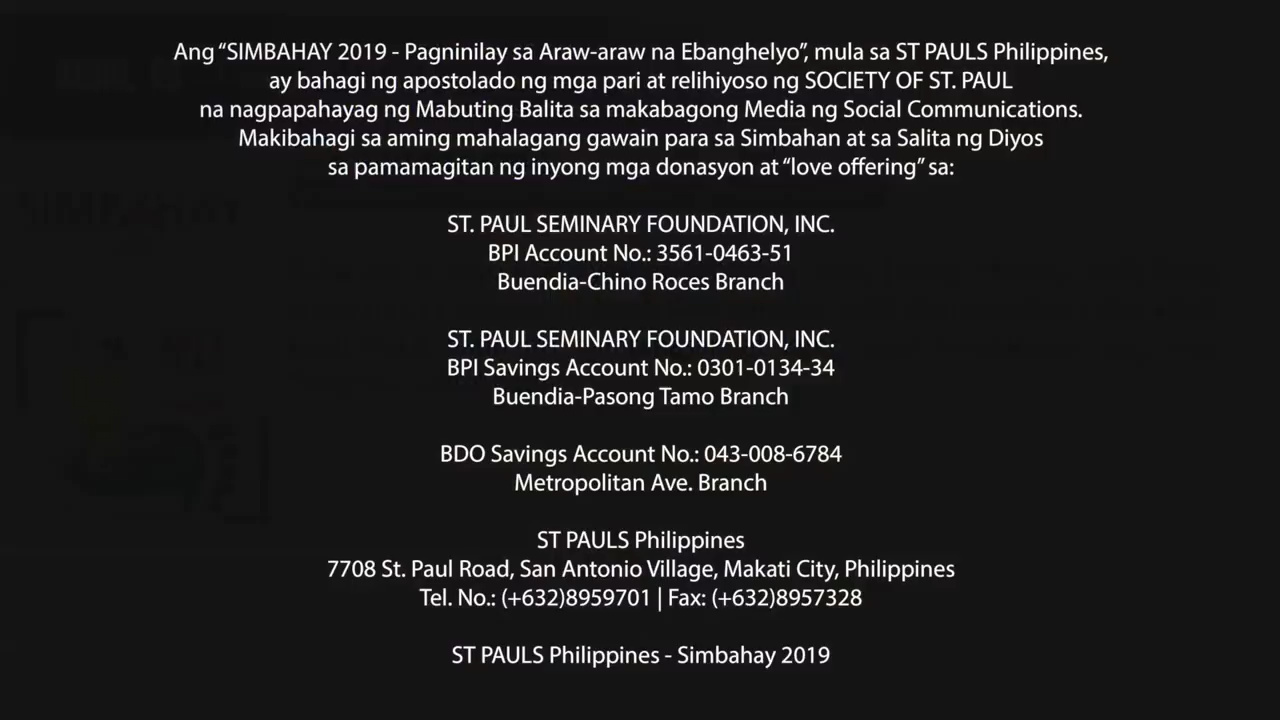 Ang “SIMBAHAY 2019 - Pagninilay sa Araw-araw na Ebanghelyo”, mula sa ST PAULS Philippines,
ay bahagi ng apostolado ng mga pari at relihiyoso ng SOCIETY OF ST. PAUL
na nagpapahayag ng Mabuting Balita sa makabagong Media ng Social Communications.
Makibahagi sa aming mahalagang gawain para sa Simbahan at sa Salita ng Diyos
sa pamamagitan ng inyong mga donasyon at “love offering” sa:
ST. PAUL SEMINARY FOUNDATION, INC.
BPI Account No.: 3561-0463-51
Buendia-Chino Roces Branch
ST. PAUL SEMINARY FOUNDATION, INC.
BPI Savings Account No.: 0301-0134-34
Buendia-Pasong Tamo Branch
BDO Savings Account No.: 043-008-6784
Metropolitan Ave. Branch
ST PAULS Philippines
7708 St. Paul Road, San Antonio Village, Makati City, Philippines
Tel. No.: (+632)8959701 | Fax: (+632)8957328
ST PAULS Philippines - Simbahay 2019